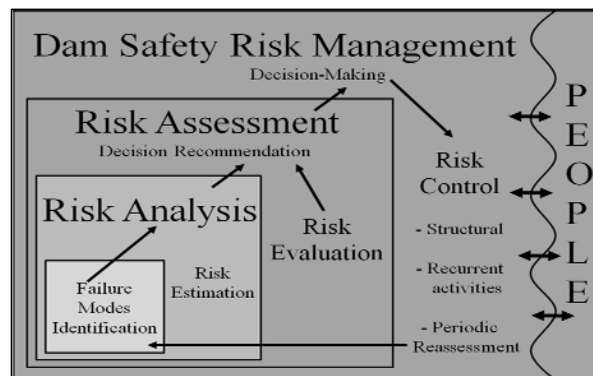 Dam Safety Risk Management
Decision-Making
Risk Assessment
Decision Recommendation
Risk Analysis
Failure
Modes
Identification
Risk
Estimation
Risk
Evaluation
Risk
Control
- Structural
- Recurrent
activities
- Periodic
Reassessment
PEOPLE